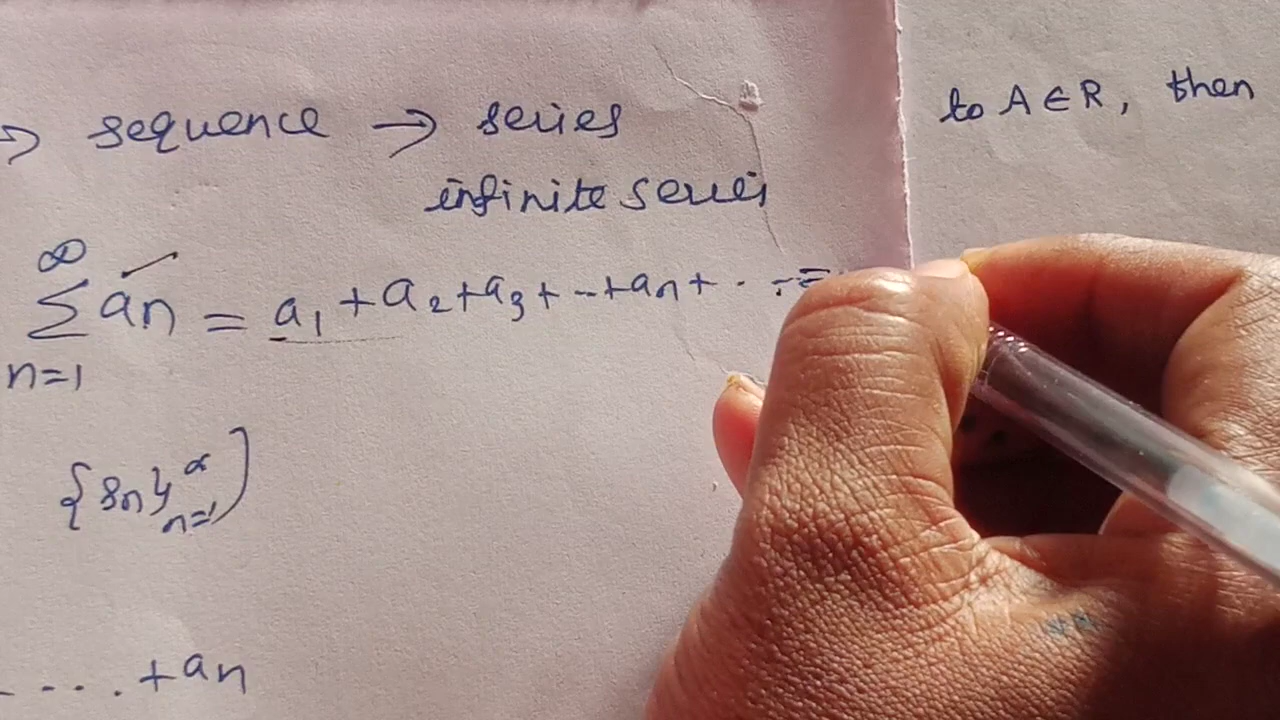 → sequence → series
to A ∈ R, then
infinite series
∞
∑ an = a1 + a2 + a3 + ... + an + ... =
n=1
{sn}∞n=1)
.... + an